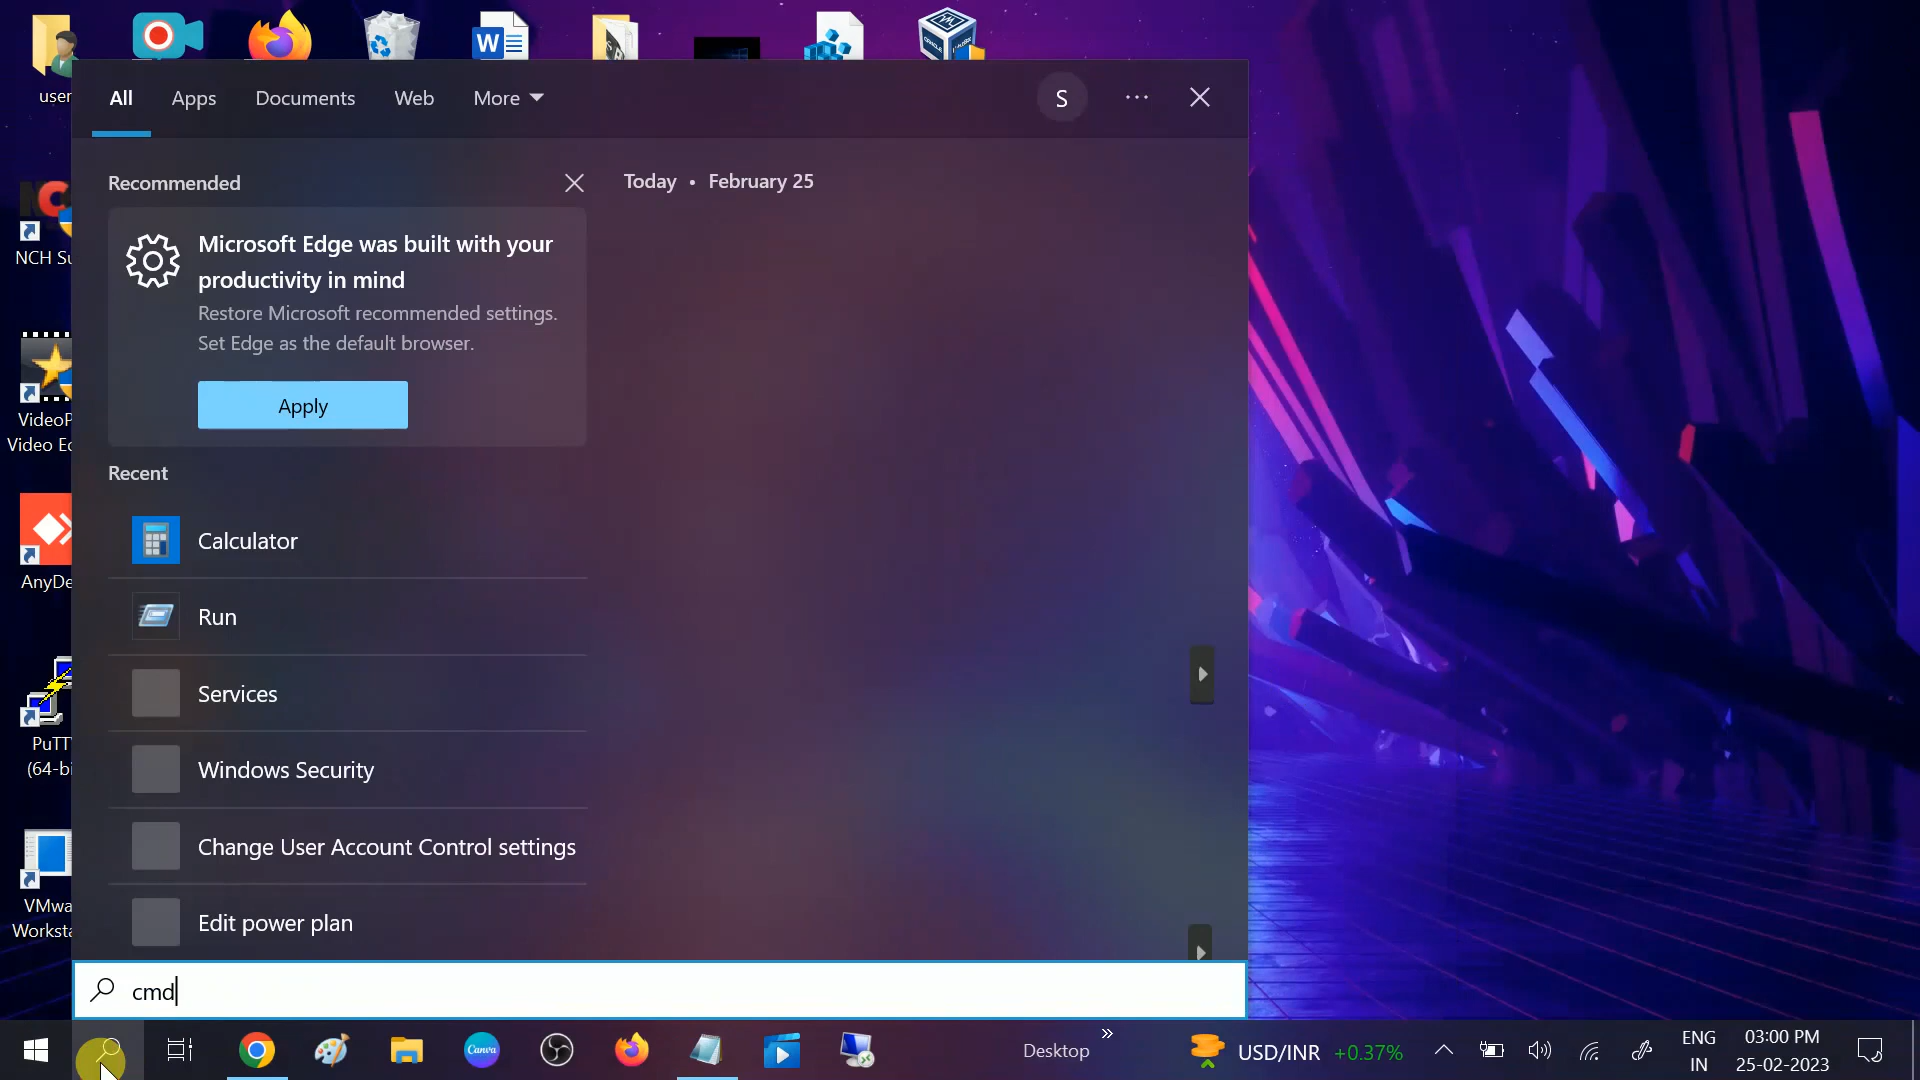 user
All
Apps
Documents
Web
More
S
Recommended
Today • February 25
Microsoft Edge was built with your
productivity in mind
Restore Microsoft recommended settings.
Set Edge as the default browser.
Apply
Recent
Calculator
Run
Services
Windows Security
Change User Account Control settings
Edit power plan
cmd
NC
NCH Su
VideoP
Video Ed
AnyDe
PuTT
(64-bi
VMwa
Worksta
W
Canva
Desktop
USD/INR +0.37%
ENG
IN
03:00 PM
25-02-2023